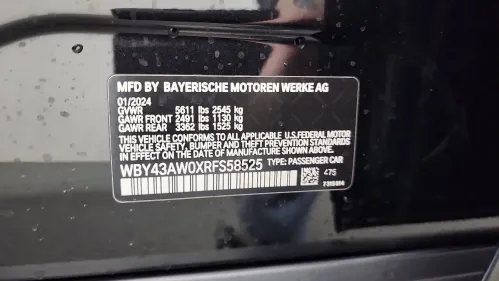 MFD BY BAYERISCHE MOTOREN WERKE AG
01/2024
GVWR 5611 lbs 2545 kg
GAWR FRONT 2491 lbs 1130 kg
GAWR REAR 3362 lbs 1525 kg
THIS VEHICLE CONFORMS TO ALL APPLICABLE U.S.FEDERAL MOTOR
VEHICLE SAFETY, BUMPER AND THEFT PREVENTION STANDARDS
IN EFFECT ON THE DATE OF MANUFACTURE SHOWN ABOVE.
WBY43AW0XRFS58525 TYPE: PASSENGER CAR
475